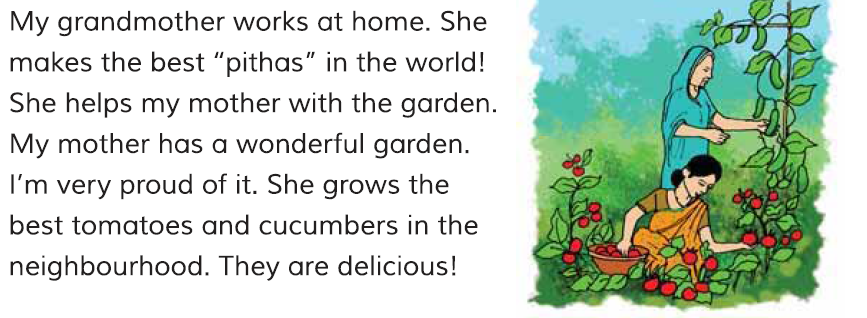 My grandmother works at home. She
makes the best “pithas” in the world!
She helps my mother with the garden.
My mother has a wonderful garden.
I’m very proud of it. She grows the
best tomatoes and cucumbers in the
neighbourhood. They are delicious!